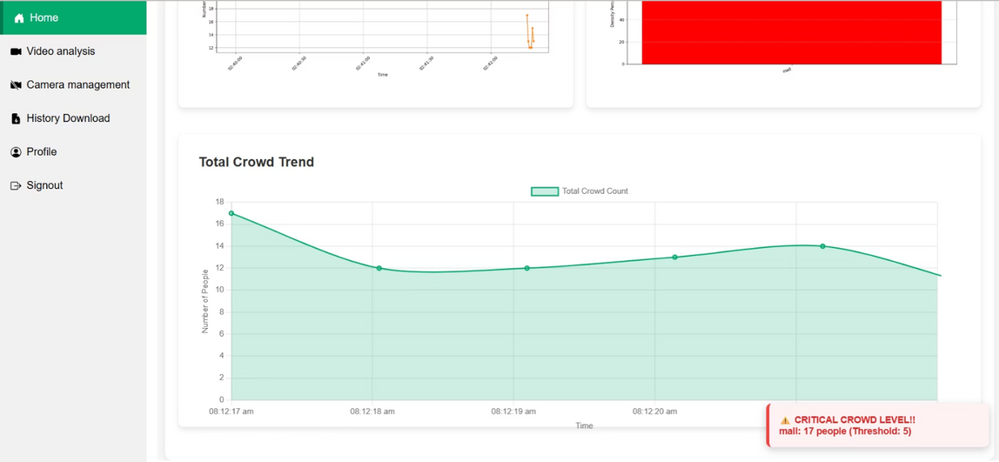 Home
Video analysis
Camera management
History Download
Profile
Signout
18
16
14
12
02:40:00
02:40:30
02:41:00
02:41:30
02:42:00
Time
40
20
0
mall
Total Crowd Trend
Total Crowd Count
18
16
14
12
10
8
6
4
2
0
Number of People
08:12:17 am
08:12:18 am
08:12:19 am
08:12:20 am
Time
⚠ CRITICAL CROWD LEVEL!!
mall: 17 people (Threshold: 5)